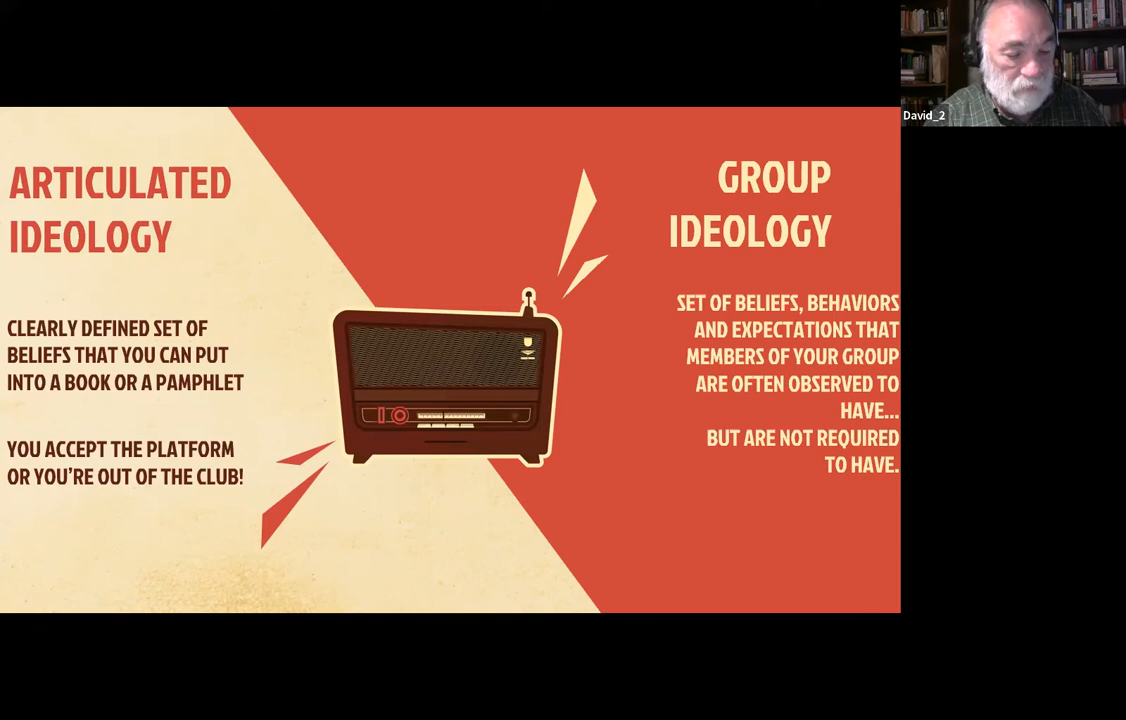 ARTICULATED
IDEOLOGY
CLEARLY DEFINED SET OF
BELIEFS THAT YOU CAN PUT
INTO A BOOK OR A PAMPHLET
YOU ACCEPT THE PLATFORM
OR YOU'RE OUT OF THE CLUB!
GROUP
IDEOLOGY
SET OF BELIEFS, BEHAVIORS
AND EXPECTATIONS THAT
MEMBERS OF YOUR GROUP
ARE OFTEN OBSERVED TO
HAVE...
BUT ARE NOT REQUIRED
TO HAVE.
David_2